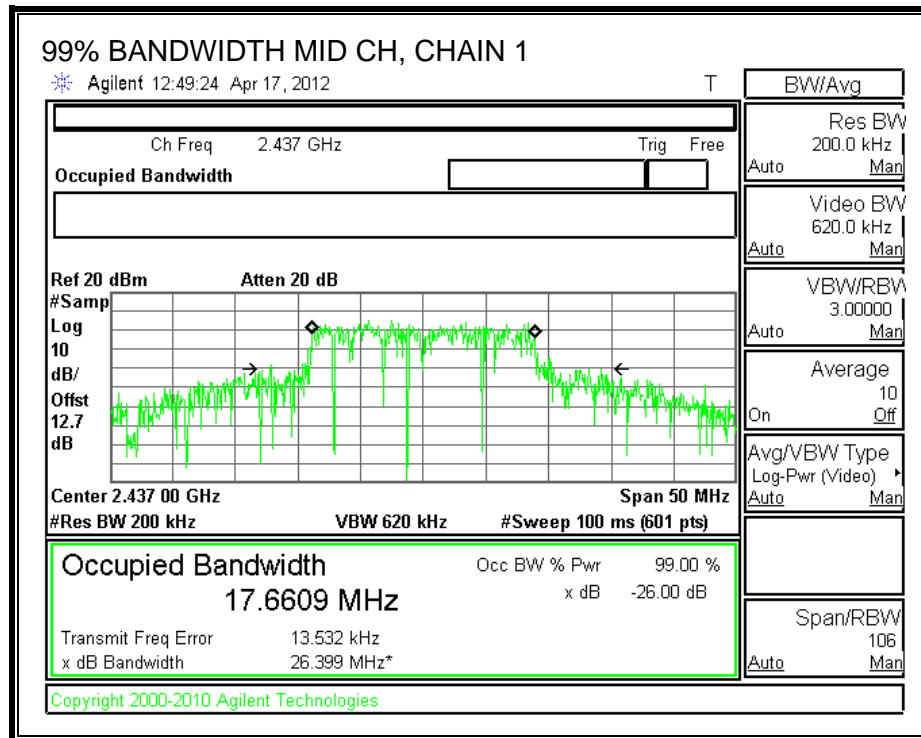 99% BANDWIDTH MID CH, CHAIN 1
Agilent 12:49:24 Apr 17, 2012 T
BW/Avg
Ch Freq 2.437 GHz Trig Free
Occupied Bandwidth
Res BW
200.0 kHz
Auto Man
Video BW
620.0 kHz
Auto Man
VBW/RBW
3.00000
Auto Man
Average
10
On Off
Avg/VBW Type
Log-Pwr (Video)
Auto Man
Span/RBW
106
Auto Man
Ref 20 dBm Atten 20 dB
#Samp
Log
10
dB/
Offst
12.7
dB
Center 2.437 00 GHz Span 50 MHz
#Res BW 200 kHz VBW 620 kHz #Sweep 100 ms (601 pts)
Occupied Bandwidth Occ BW % Pwr 99.00 %
17.6609 MHz x dB -26.00 dB
Transmit Freq Error 13.532 kHz
x dB Bandwidth 26.399 MHz*
Copyright 2000-2010 Agilent Technologies